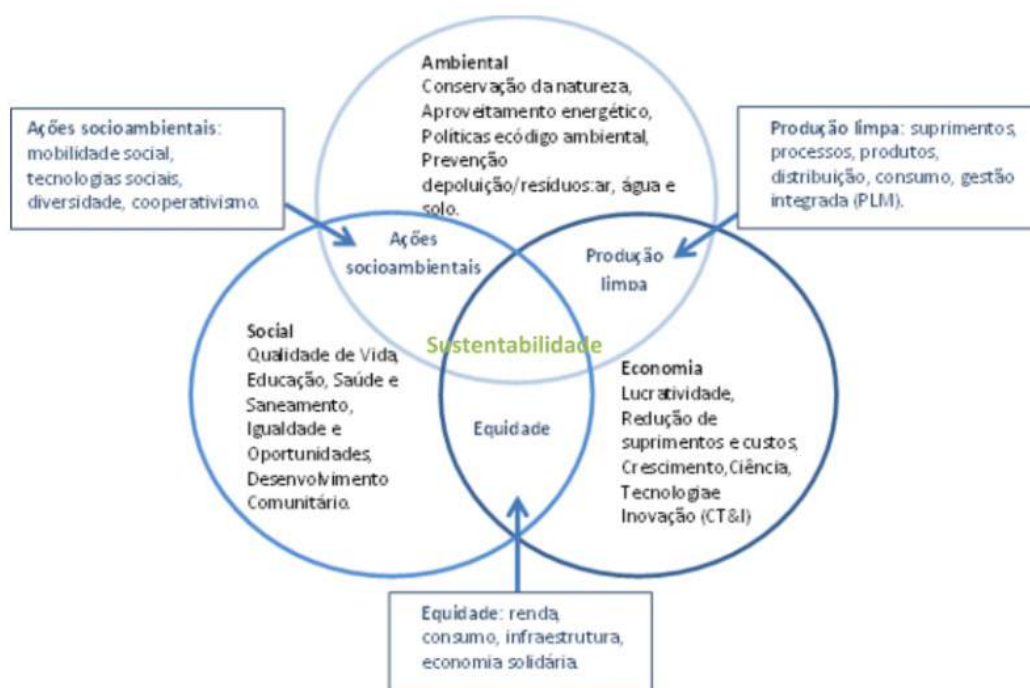 Ambiental
Conservação da natureza,
Aproveitamento energético,
Políticas ecódigo ambiental,
Prevenção
depoluição/resíduos:ar, água e
solo.
Ações socioambientais:
mobilidade social,
tecnologias sociais,
diversidade, cooperativismo.
Produção limpa: suprimentos,
processos, produtos,
distribuição, consumo, gestão
integrada (PLM).
Ações
socioambientais
Produção
limpa
Sustentabilidade
Social
Qualidade de Vida,
Educação, Saúde e
Saneamento,
Igualdade e
Oportunidades,
Desenvolvimento
Comunitário.
Economia
Lucratividade,
Redução de
suprimentos e custos,
Crescimento,Ciência,
Tecnologiae
Inovação (CT&I)
Equidade
Equidade: renda,
consumo, infraestrutura,
economia solidária.